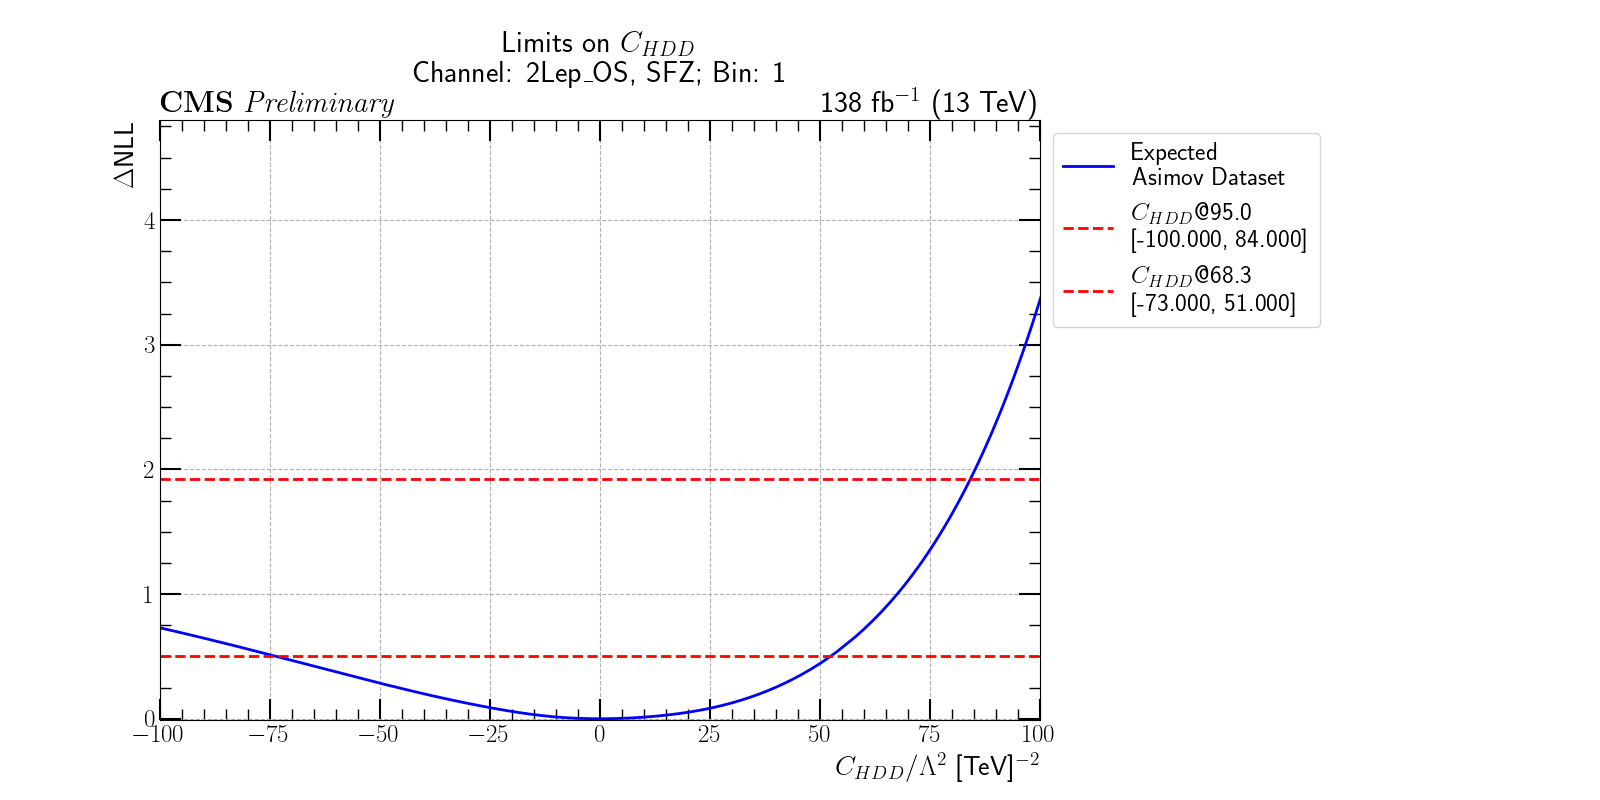 Limits on C_{HDD}
Channel: 2Lep_OS, SFZ; Bin: 1
CMS Preliminary
138 fb^{-1} (13 TeV)
ΔNLL
4
3
2
1
0
−100
−75
−50
−25
0
25
50
75
100
C_{HDD}/Λ^2 [TeV]^{−2}
Expected
Asimov Dataset
C_{HDD}@95.0
[-100.000, 84.000]
C_{HDD}@68.3
[-73.000, 51.000]